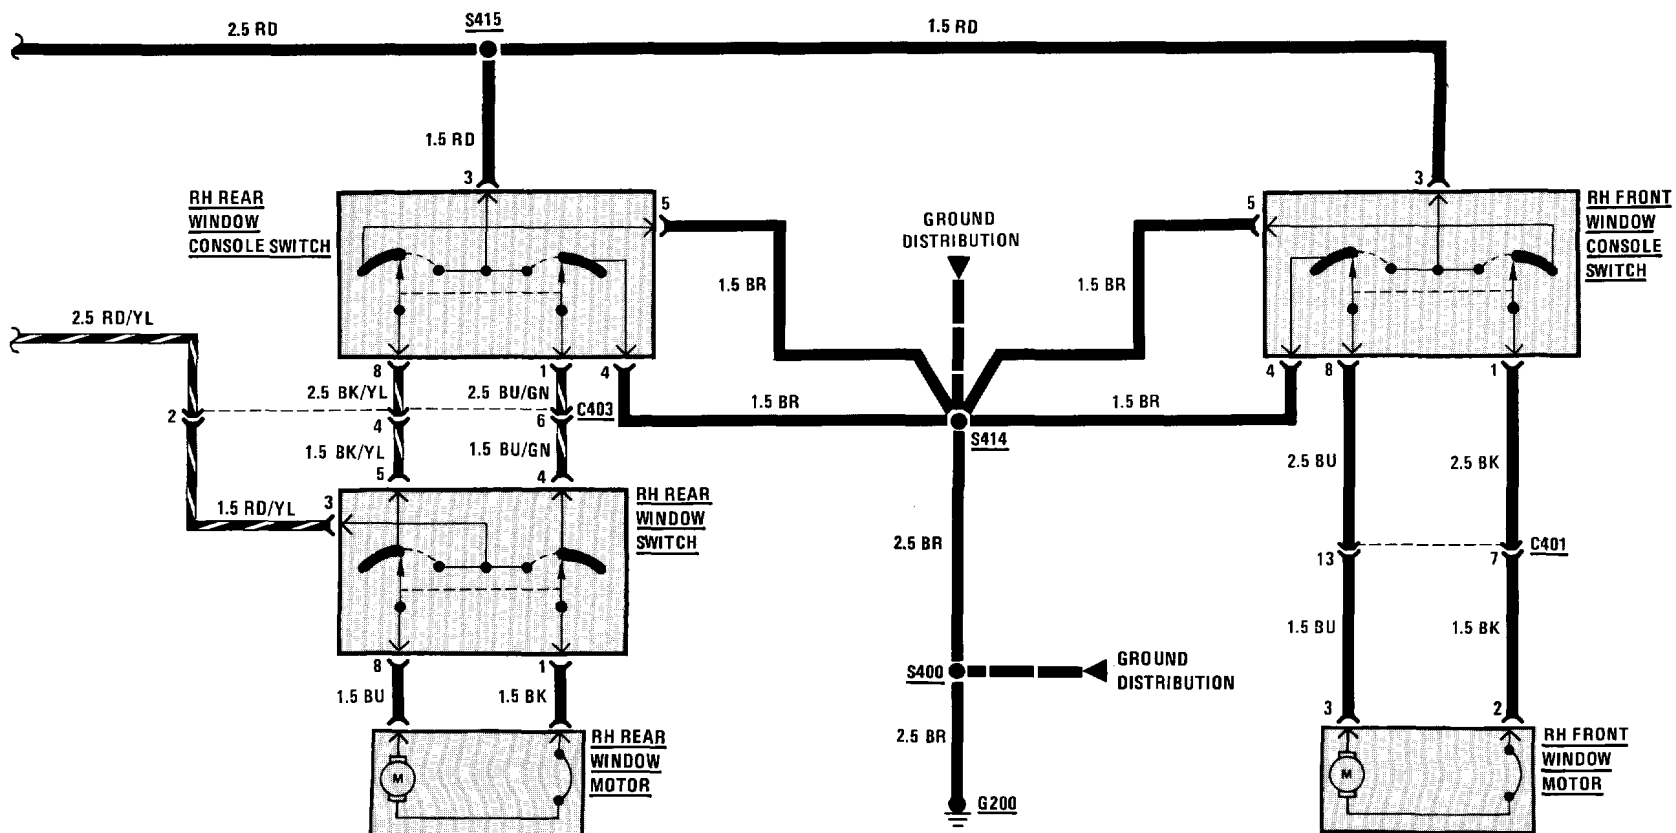 S415
2.5 RD
1.5 RD
1.5 RD
3
3
RH REAR
WINDOW
CONSOLE SWITCH
5
GROUND
DISTRIBUTION
5
RH FRONT
WINDOW
CONSOLE
SWITCH
1.5 BR
1.5 BR
2.5 RD/YL
8
1
4
4
8
1
2.5 BK/YL
2.5 BU/GN
C403
1.5 BR
1.5 BR
2
4
6
S414
1.5 BK/YL
1.5 BU/GN
2.5 BU
2.5 BK
5
4
RH REAR
WINDOW
SWITCH
3
1.5 RD/YL
2.5 BR
C401
13
7
1.5 BU
1.5 BK
8
1
S400
GROUND
DISTRIBUTION
1.5 BU
1.5 BK
3
2
2.5 BR
RH REAR
WINDOW
MOTOR
RH FRONT
WINDOW
MOTOR
M
M
G200